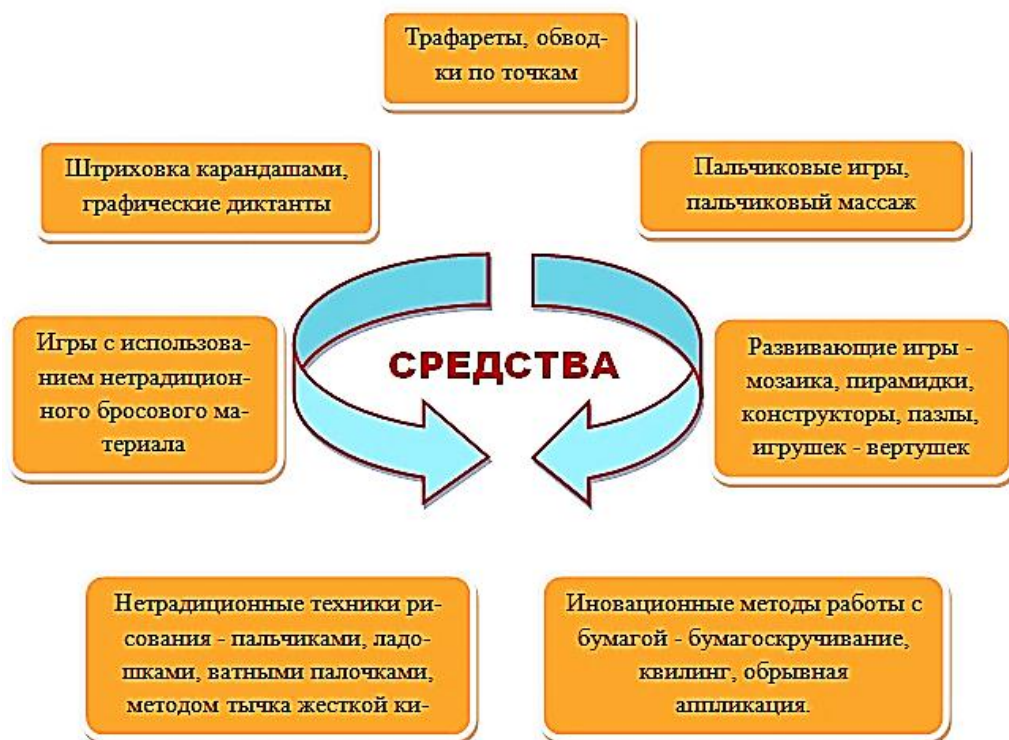 Трафареты, обвод-
ки по точкам
Штриховка карандашами,
графические диктанты
Пальчиковые игры,
пальчиковый массаж
Игры с использова-
нием нетрадицион-
ного бросового ма-
териала
СРЕДСТВА
Развивающие игры -
мозаика, пирамидки,
конструкторы, пазлы,
игрушек - вертушек
Нетрадиционные техники ри-
сования - пальчиками, ладо-
шками, ватными палочками,
методом тычка жесткой ки-
Иновационные методы работы с
бумагой - бумагоскручивание,
квилинг, обрывная
аппликация.